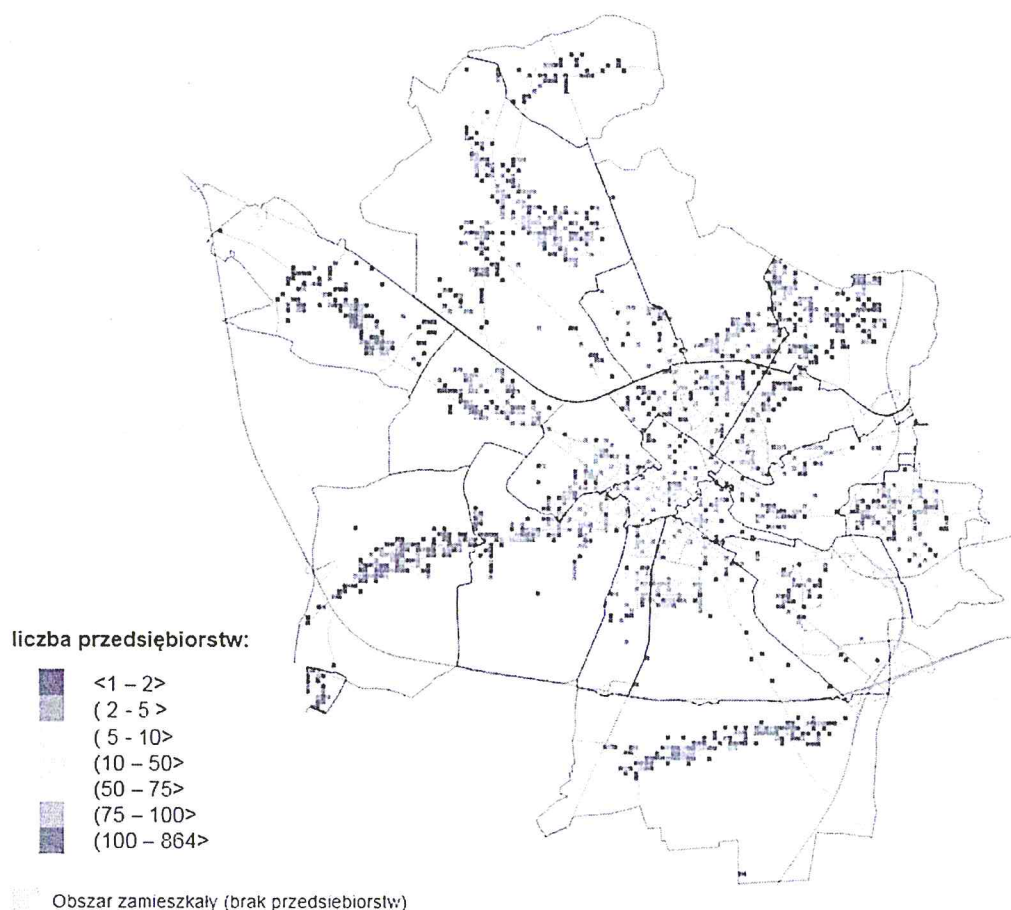 liczba przedsiębiorstw:
<1 – 2>
( 2 - 5 >
( 5 - 10>
(10 – 50>
(50 – 75>
(75 – 100>
(100 – 864>
Obszar zamieszkały (brak przedsiębiorstw)